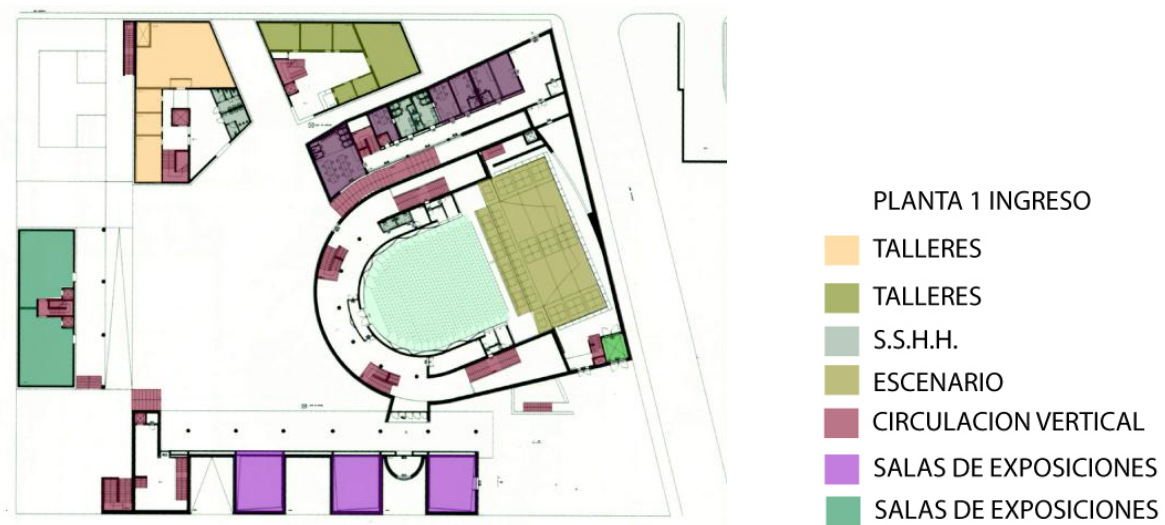 PLANTA 1 INGRESO
TALLERES
TALLERES
S.S.H.H.
ESCENARIO
CIRCULACION VERTICAL
SALAS DE EXPOSICIONES
SALAS DE EXPOSICIONES